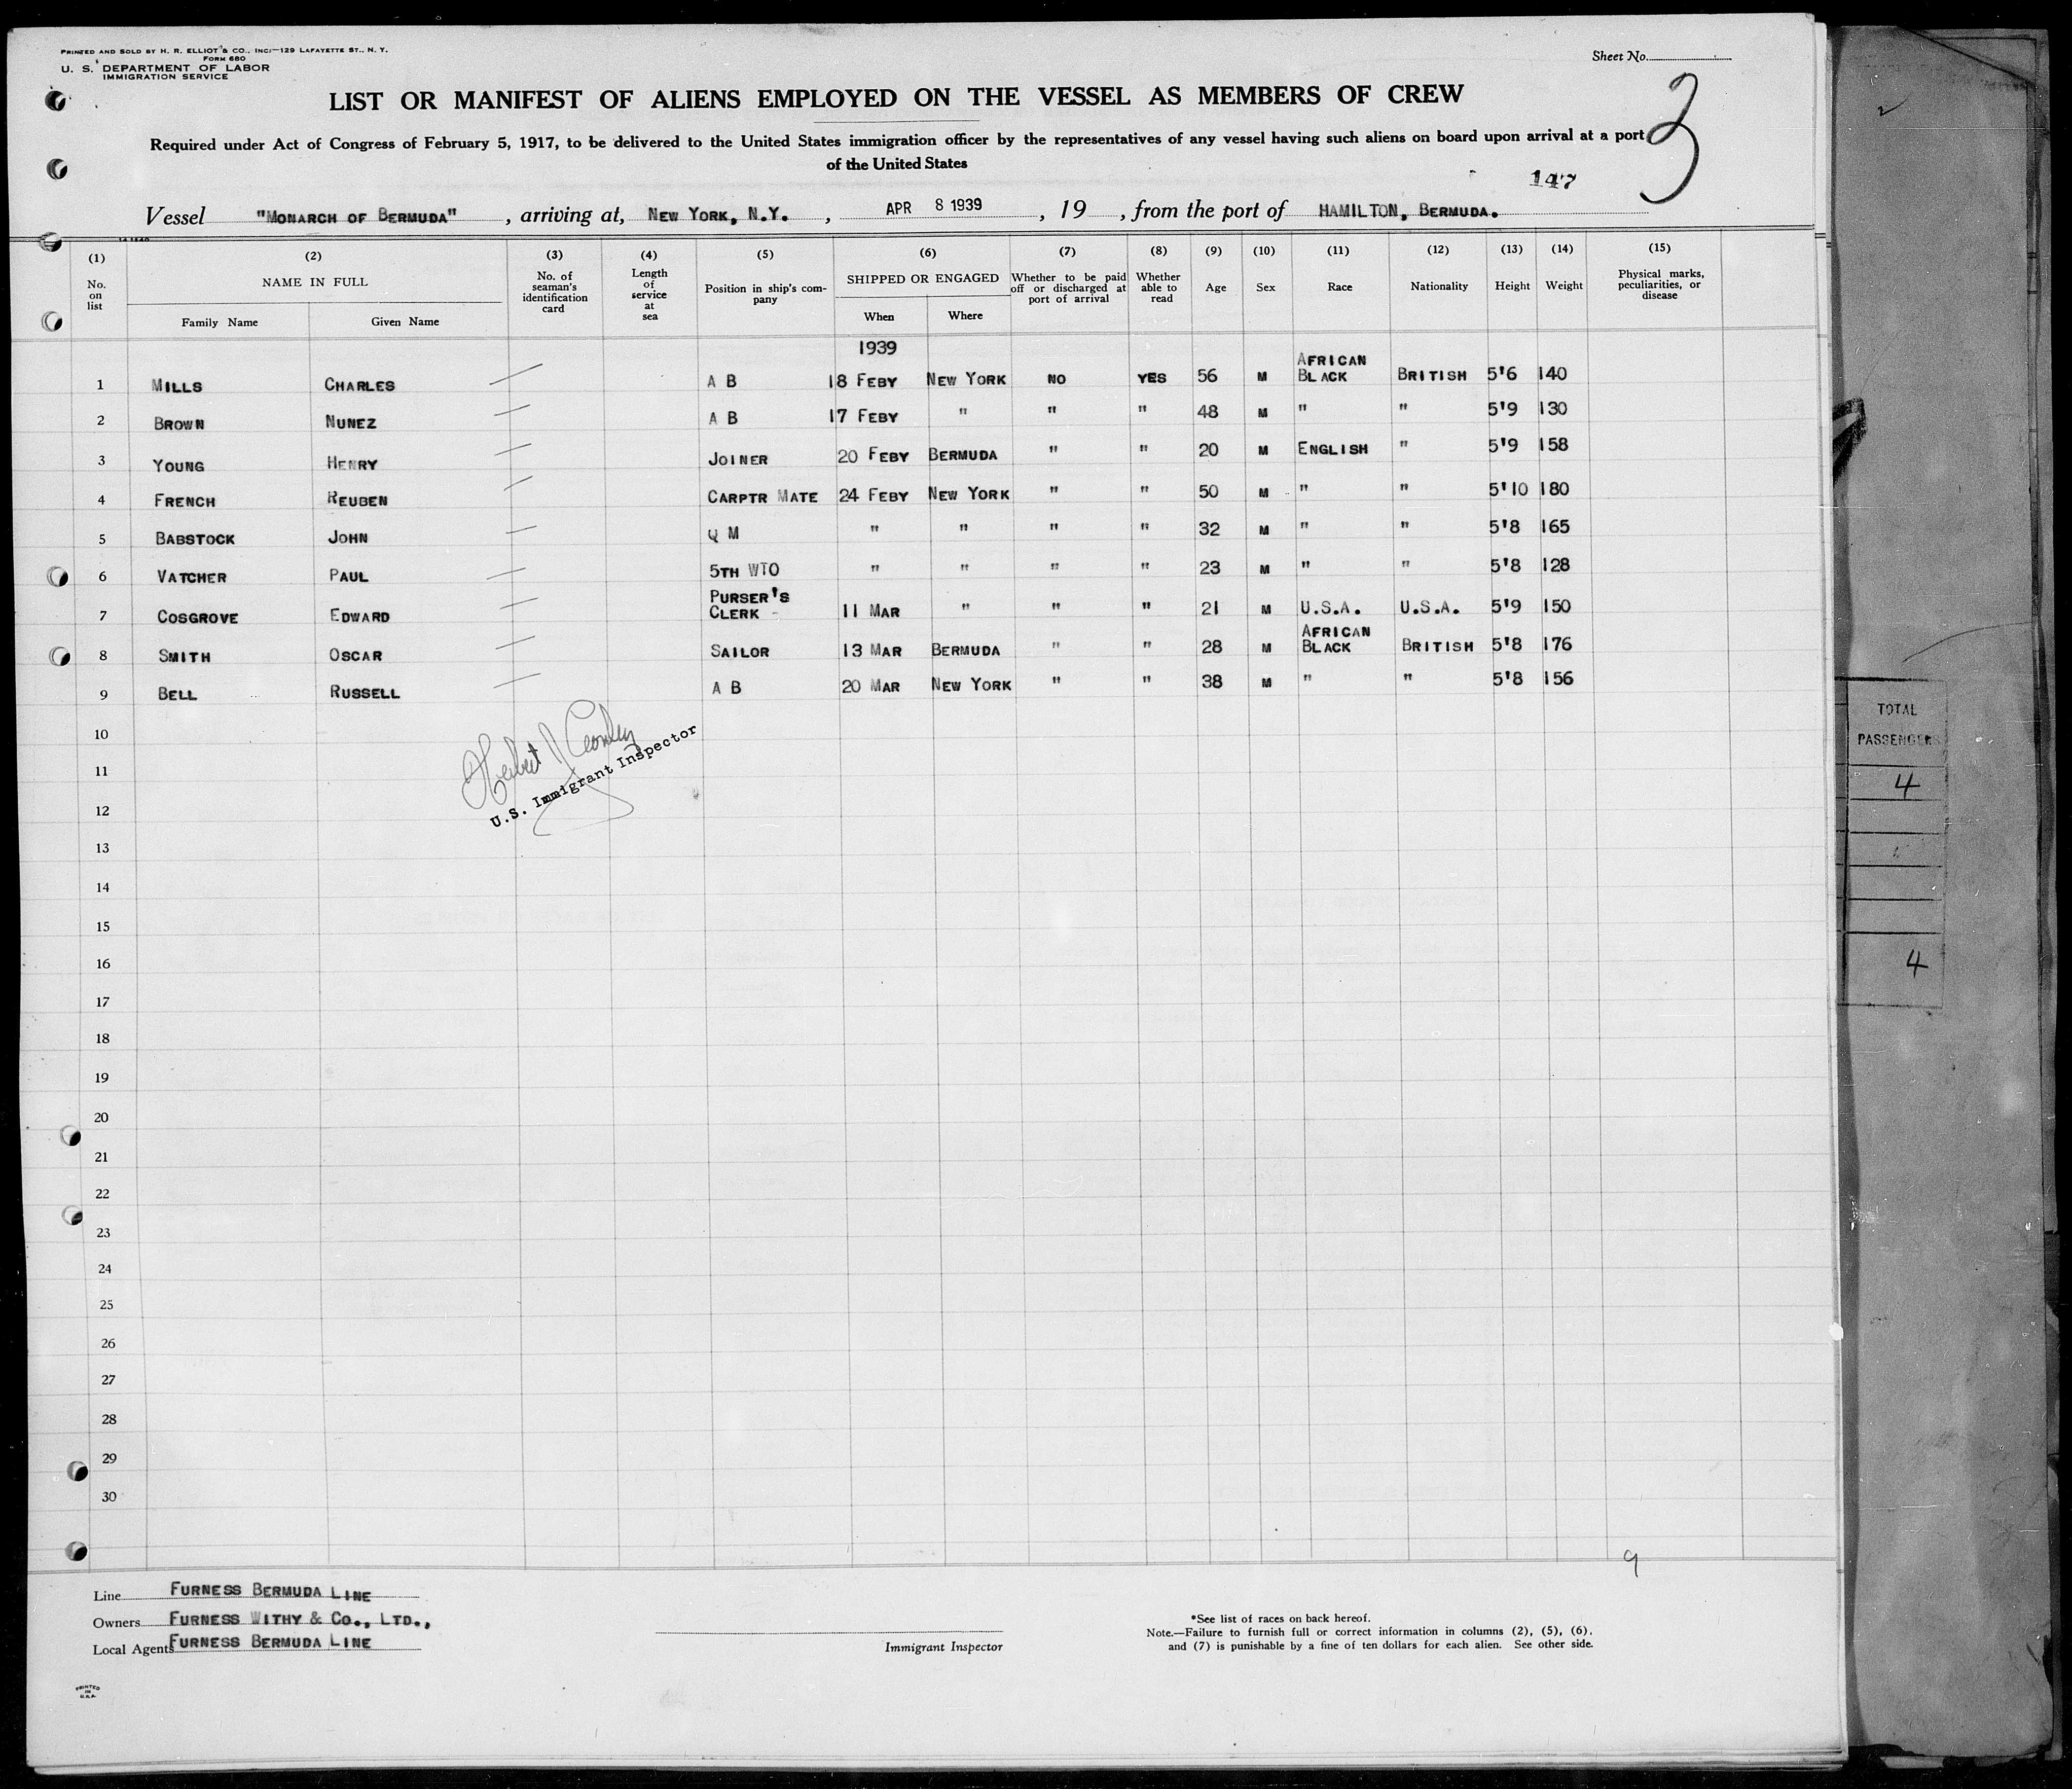 PRINTED AND SOLD BY H. R. ELLIOT & CO., INC.—129 LAFAYETTE ST., N. Y.
FORM 680
U. S. DEPARTMENT OF LABOR
IMMIGRATION SERVICE
Sheet No.
3
LIST OR MANIFEST OF ALIENS EMPLOYED ON THE VESSEL AS MEMBERS OF CREW
Required under Act of Congress of February 5, 1917, to be delivered to the United States immigration officer by the representatives of any vessel having such aliens on board upon arrival at a port
of the United States
147
Vessel "MONARCH OF BERMUDA" , arriving at, NEW YORK, N.Y. , APR 8 1939 , 19 , from the port of HAMILTON, BERMUDA.
(1) (2) (3) (4) (5) (6) (7) (8) (9) (10) (11) (12) (13) (14) (15)
No. on list NAME IN FULL Family Name Given Name No. of seaman's identification card Length of service at sea Position in ship's company SHIPPED OR ENGAGED When Where Whether to be paid off or discharged at port of arrival Whether able to read Age Sex Race Nationality Height Weight Physical marks, peculiarities, or disease
1939
1 MILLS CHARLES — A B 18 FEBY NEW YORK NO YES 56 M AFRICAN BLACK BRITISH 5'6 140
2 BROWN NUNEZ — A B 17 FEBY " " " 48 M " " 5'9 130
3 YOUNG HENRY — JOINER 20 FEBY BERMUDA " " 20 M ENGLISH " 5'9 158
4 FRENCH REUBEN — CARPTR MATE 24 FEBY NEW YORK " " 50 M " " 5'10 180
5 BABSTOCK JOHN — Q M " " " " 32 M " " 5'8 165
6 VATCHER PAUL — 5TH WTO " " " " 23 M " " 5'8 128
7 COSGROVE EDWARD — PURSER'S CLERK - 11 MAR " " " 21 M U.S.A. U.S.A. 5'9 150
8 SMITH OSCAR — SAILOR 13 MAR BERMUDA " " 28 M AFRICAN BLACK BRITISH 5'8 176
9 BELL RUSSELL — A B 20 MAR NEW YORK " " 38 M " " 5'8 156
10
Herbert J
U.S. Immigrant Inspector
11
12
13
14
15
16
17
18
19
20
21
22
23
24
25
26
27
28
29
30
9
Line FURNESS BERMUDA LINE
Owners FURNESS WITHY & CO., LTD.,
Local Agents FURNESS BERMUDA LINE
Immigrant Inspector
*See list of races on back hereof.
Note.—Failure to furnish full or correct information in columns (2), (5), (6).
and (7) is punishable by a fine of ten dollars for each alien. See other side.
PRINTED
IN
U.S.A.
TOTAL
PASSENGERS
4
4